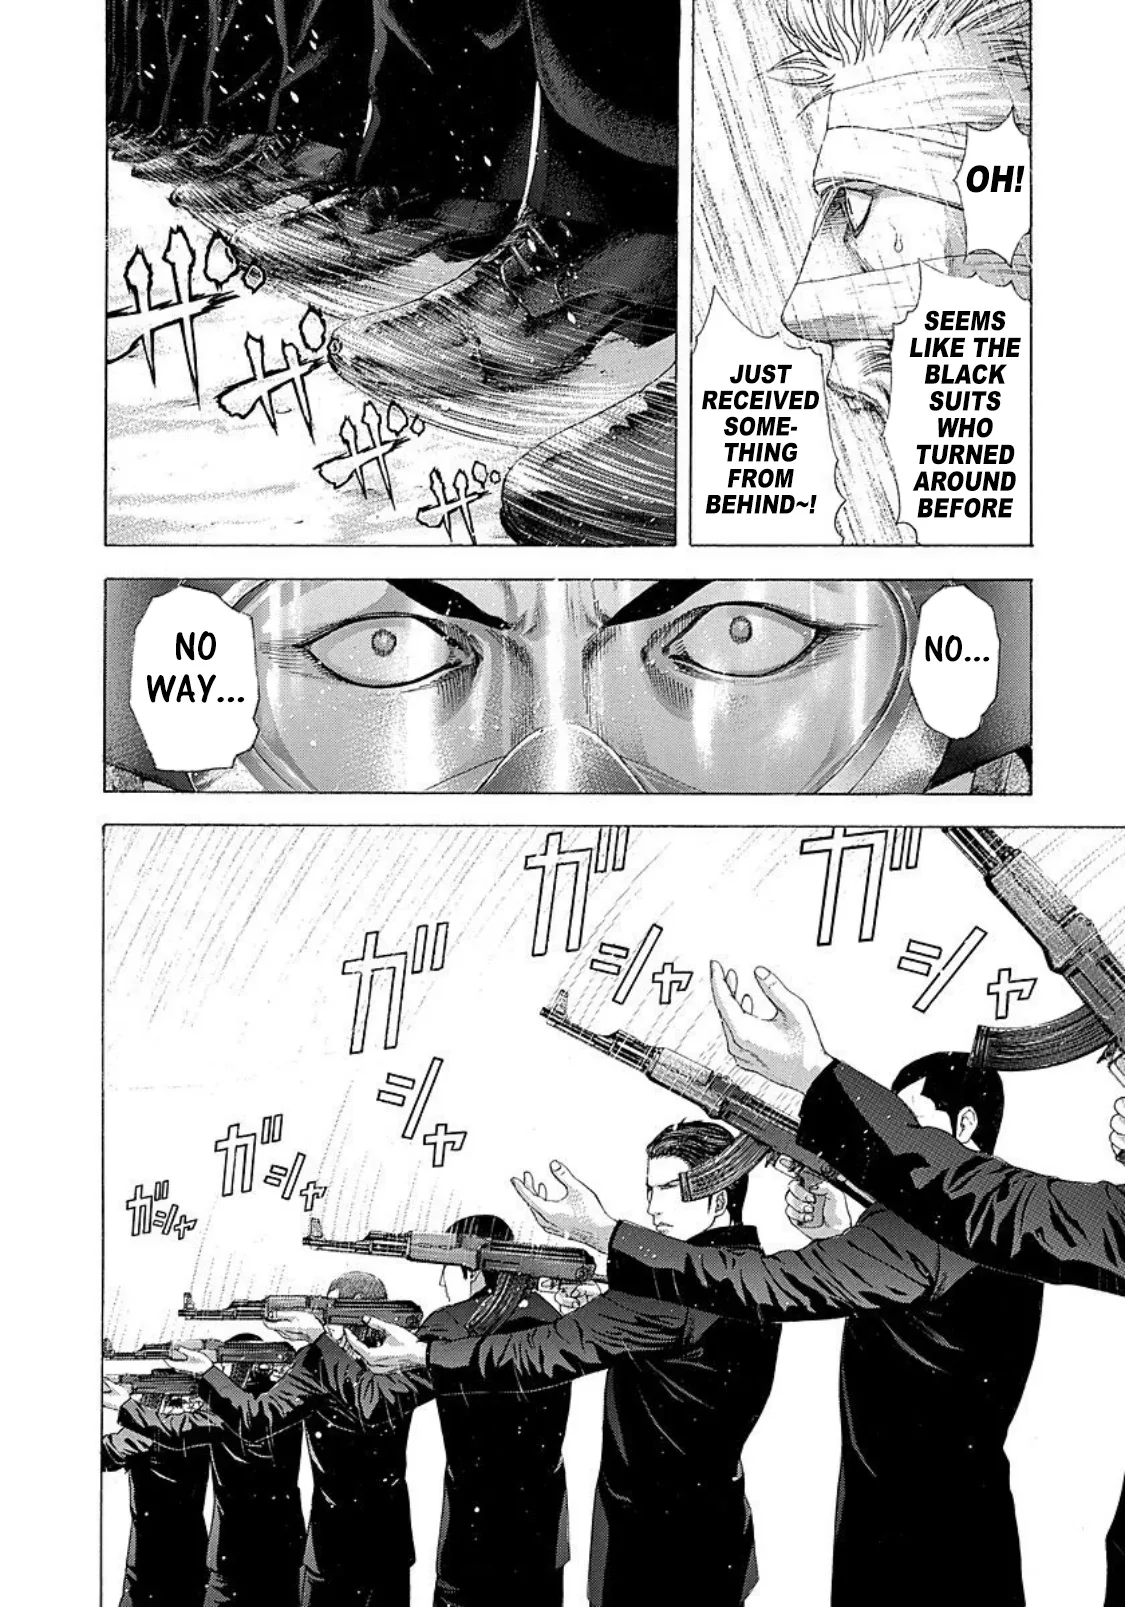 OH!
SEEMS
LIKE THE
BLACK
SUITS
WHO
TURNED
AROUND
BEFORE
JUST
RECEIVED
SOME-
THING
FROM
BEHIND~!
ザッ
ザッ
ザッ
ザッ
NO...
NO
WAY...
ガシャ
ガシャ
ガシャ
ガシャ
ガシャ